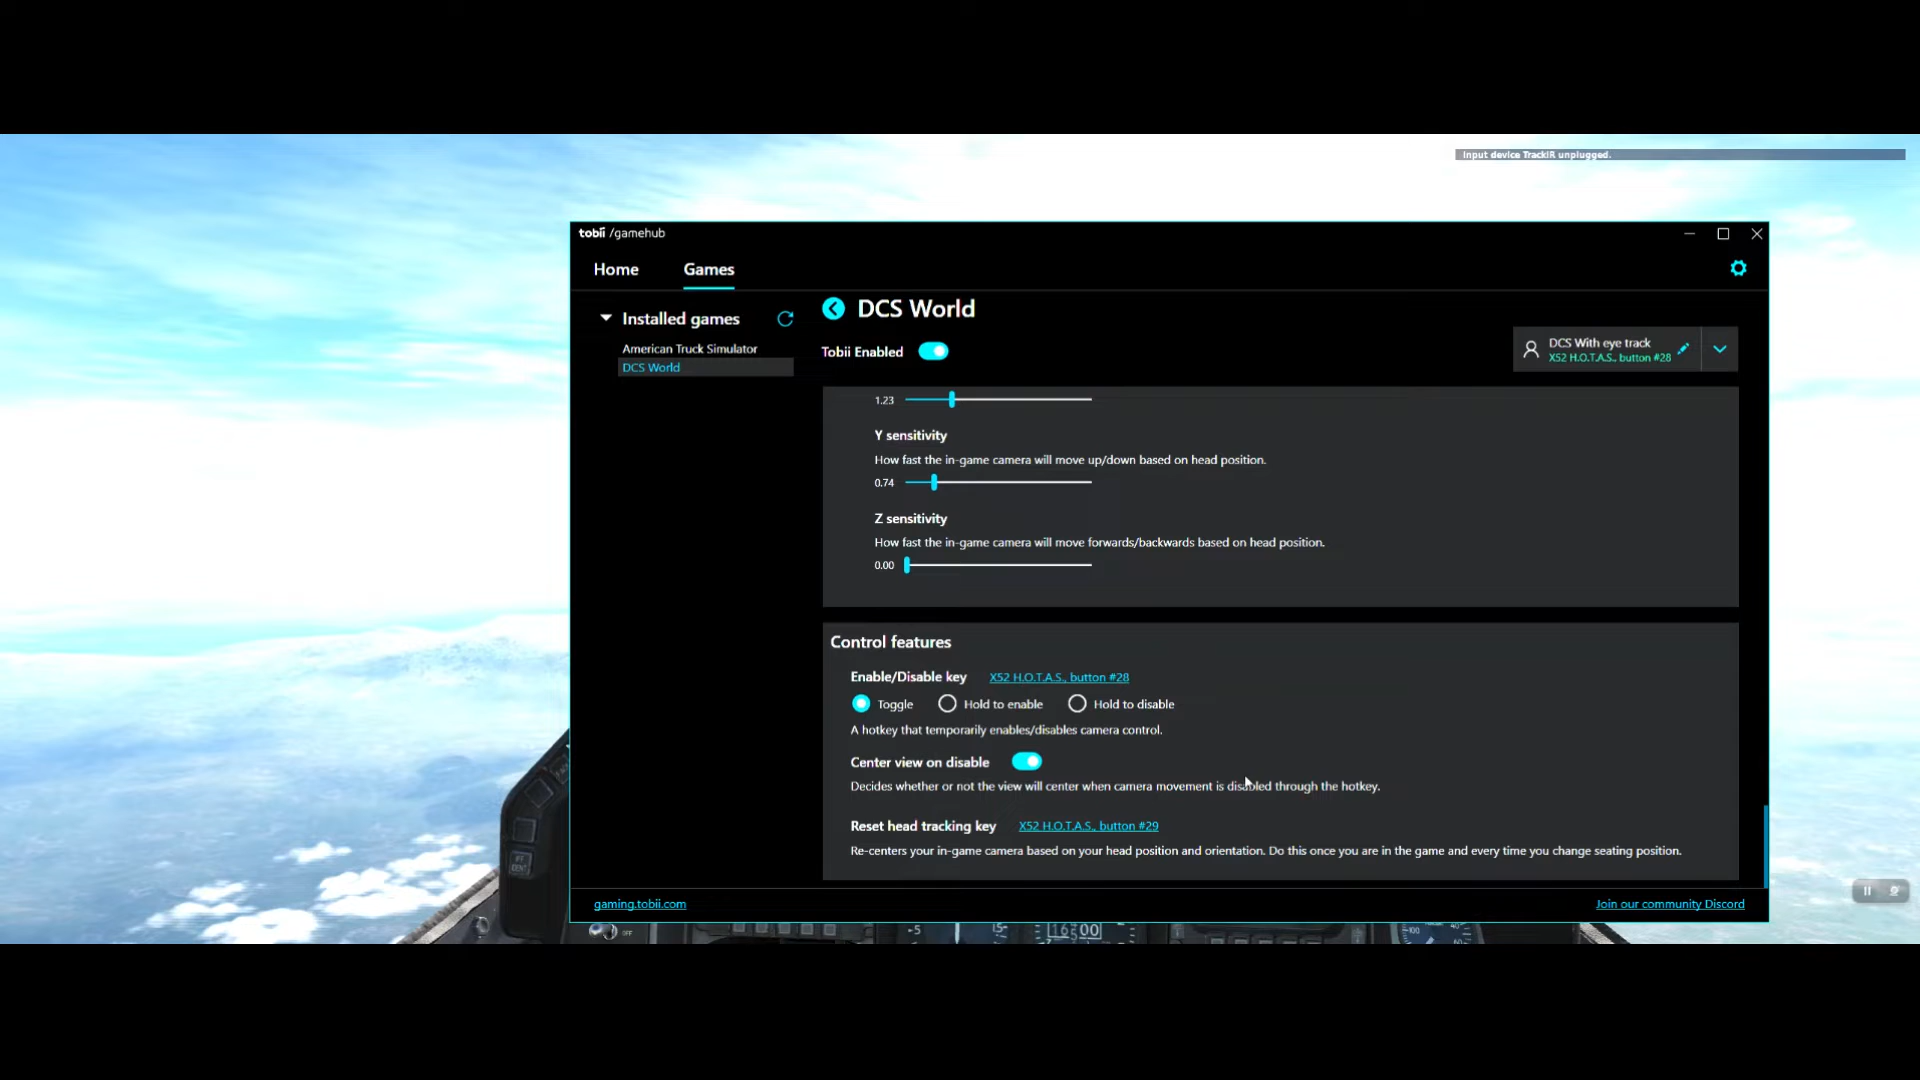 Input device TrackIR unplugged.
tobii /gamehub
Home
Games
Installed games
American Truck Simulator
DCS World
DCS World
Tobii Enabled
DCS With eye track
X52 H.O.T.A.S., button #28
1.23
Y sensitivity
How fast the in-game camera will move up/down based on head position.
0.74
Z sensitivity
How fast the in-game camera will move forwards/backwards based on head position.
0.00
Control features
Enable/Disable key X52 H.O.T.A.S., button #28
Toggle Hold to enable Hold to disable
A hotkey that temporarily enables/disables camera control.
Center view on disable
Decides whether or not the view will center when camera movement is disabled through the hotkey.
Reset head tracking key X52 H.O.T.A.S., button #29
Re-centers your in-game camera based on your head position and orientation. Do this once you are in the game and every time you change seating position.
gaming.tobii.com
Join our community Discord
OFF